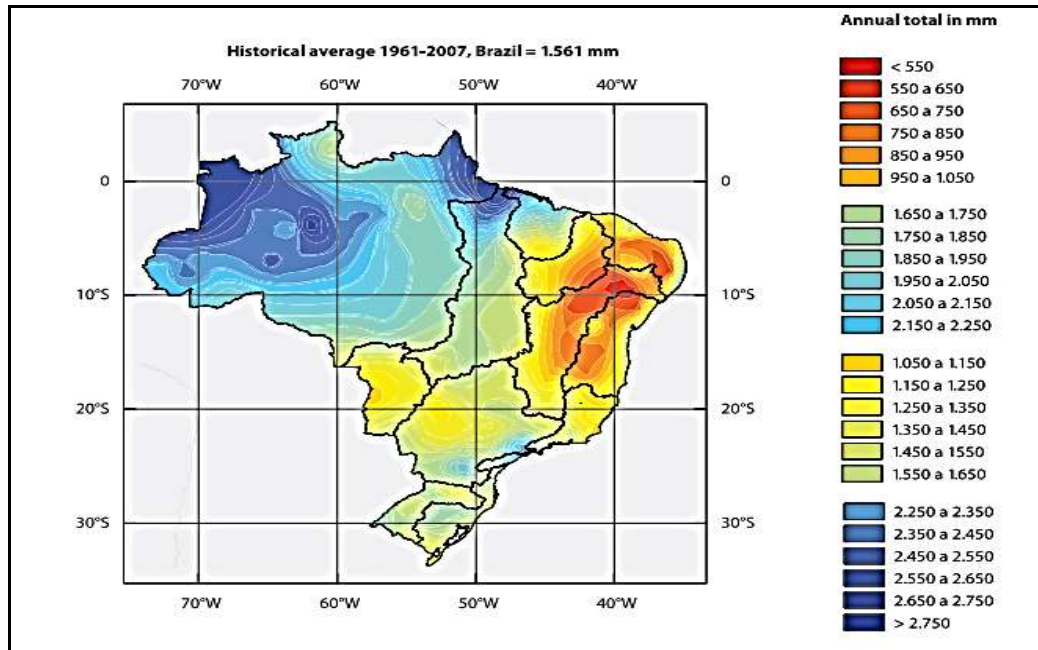 Annual total in mm
Historical average 1961-2007, Brazil = 1.561 mm
70°W 60°W 50°W 40°W
0
10°S
20°S
30°S
0
10°S
20°S
30°S
70°W 60°W 50°W 40°W
< 550
550 a 650
650 a 750
750 a 850
850 a 950
950 a 1.050
1.650 a 1.750
1.750 a 1.850
1.850 a 1.950
1.950 a 2.050
2.050 a 2.150
2.150 a 2.250
1.050 a 1.150
1.150 a 1.250
1.250 a 1.350
1.350 a 1.450
1.450 a 1550
1.550 a 1.650
2.250 a 2.350
2.350 a 2.450
2.450 a 2.550
2.550 a 2.650
2.650 a 2.750
> 2.750